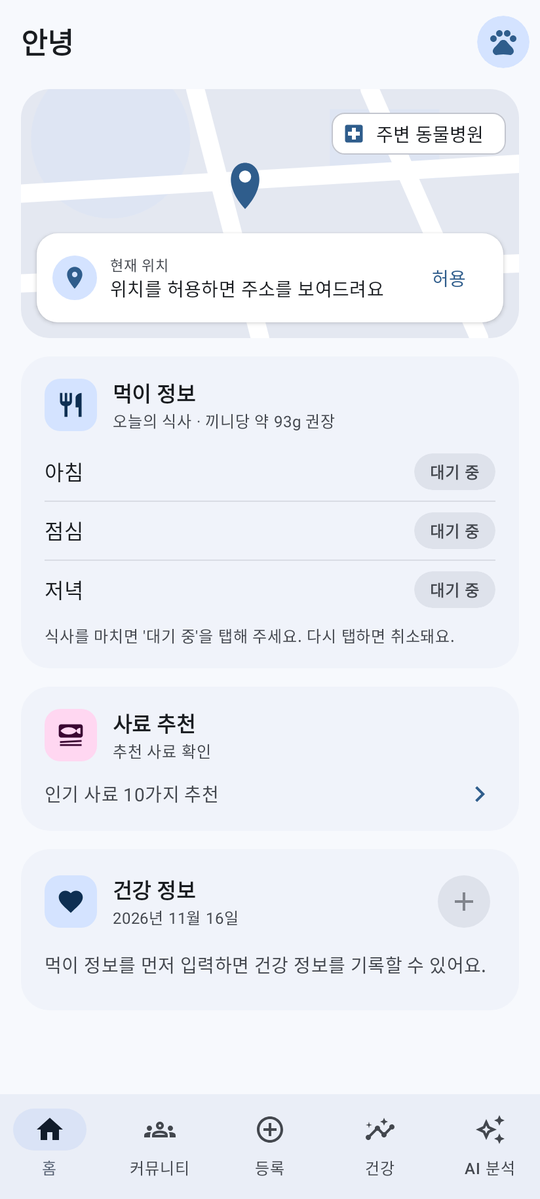 안녕
주변 동물병원
현재 위치
위치를 허용하면 주소를 보여드려요
허용
먹이 정보
오늘의 식사 · 끼니당 약 93g 권장
아침
대기 중
점심
대기 중
저녁
대기 중
식사를 마치면 '대기 중'을 탭해 주세요. 다시 탭하면 취소돼요.
사료 추천
추천 사료 확인
인기 사료 10가지 추천
건강 정보
2026년 11월 16일
먹이 정보를 먼저 입력하면 건강 정보를 기록할 수 있어요.
홈
커뮤니티
등록
건강
AI 분석